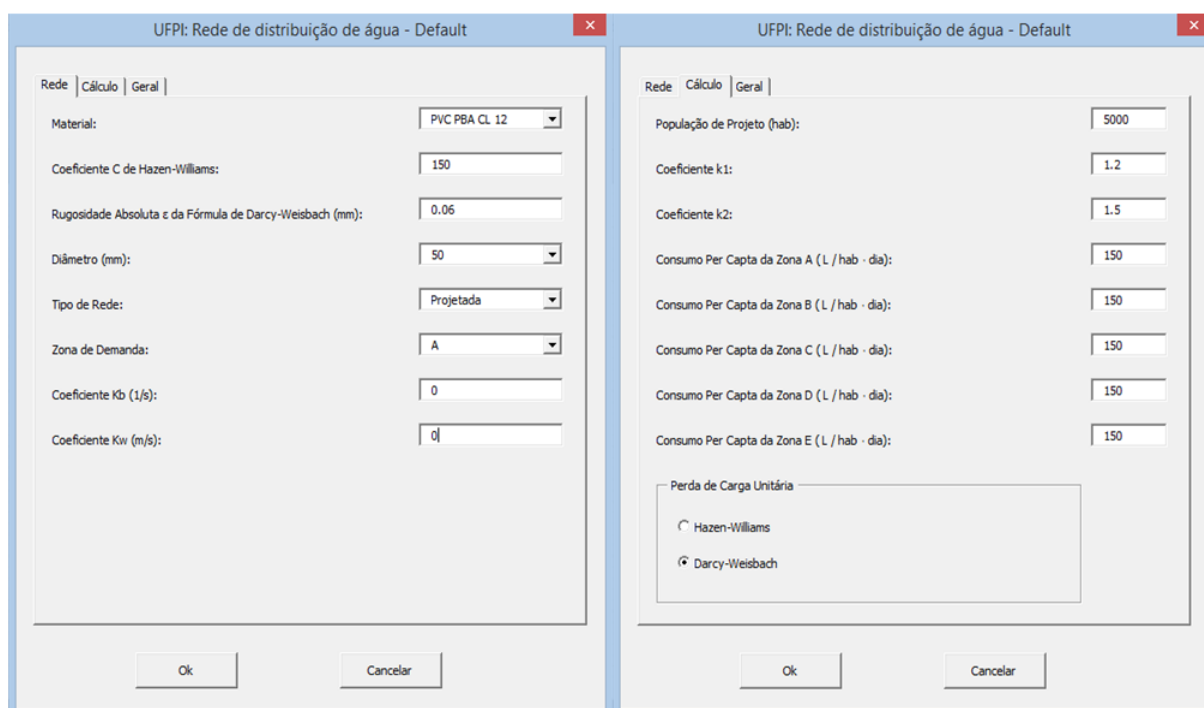 UFPI: Rede de distribuição de água - Default
Rede Cálculo Geral
Material: PVC PBA CL 12
Coeficiente C de Hazen-Williams: 150
Rugosidade Absoluta ε da Fórmula de Darcy-Weisbach (mm): 0.06
Diâmetro (mm): 50
Tipo de Rede: Projetada
Zona de Demanda: A
Coeficiente Kb (1/s): 0
Coeficiente Kw (m/s): 0
Ok Cancelar
UFPI: Rede de distribuição de água - Default
Rede Cálculo Geral
População de Projeto (hab): 5000
Coeficiente k1: 1.2
Coeficiente k2: 1.5
Consumo Per Capta da Zona A ( L / hab · dia): 150
Consumo Per Capta da Zona B ( L / hab · dia): 150
Consumo Per Capta da Zona C ( L / hab · dia): 150
Consumo Per Capta da Zona D ( L / hab · dia): 150
Consumo Per Capta da Zona E ( L / hab · dia): 150
Perda de Carga Unitária
Hazen-Williams
Darcy-Weisbach
Ok Cancelar